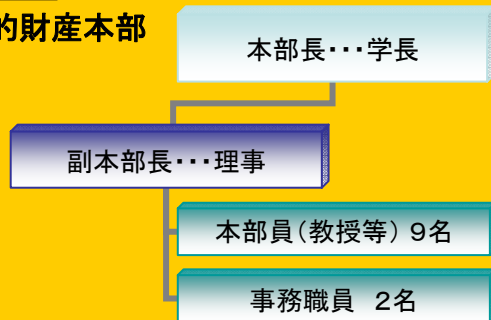 的財産本部
本部長･･･学長
副本部長･･･理事
本部員（教授等）９名
事務職員　２名